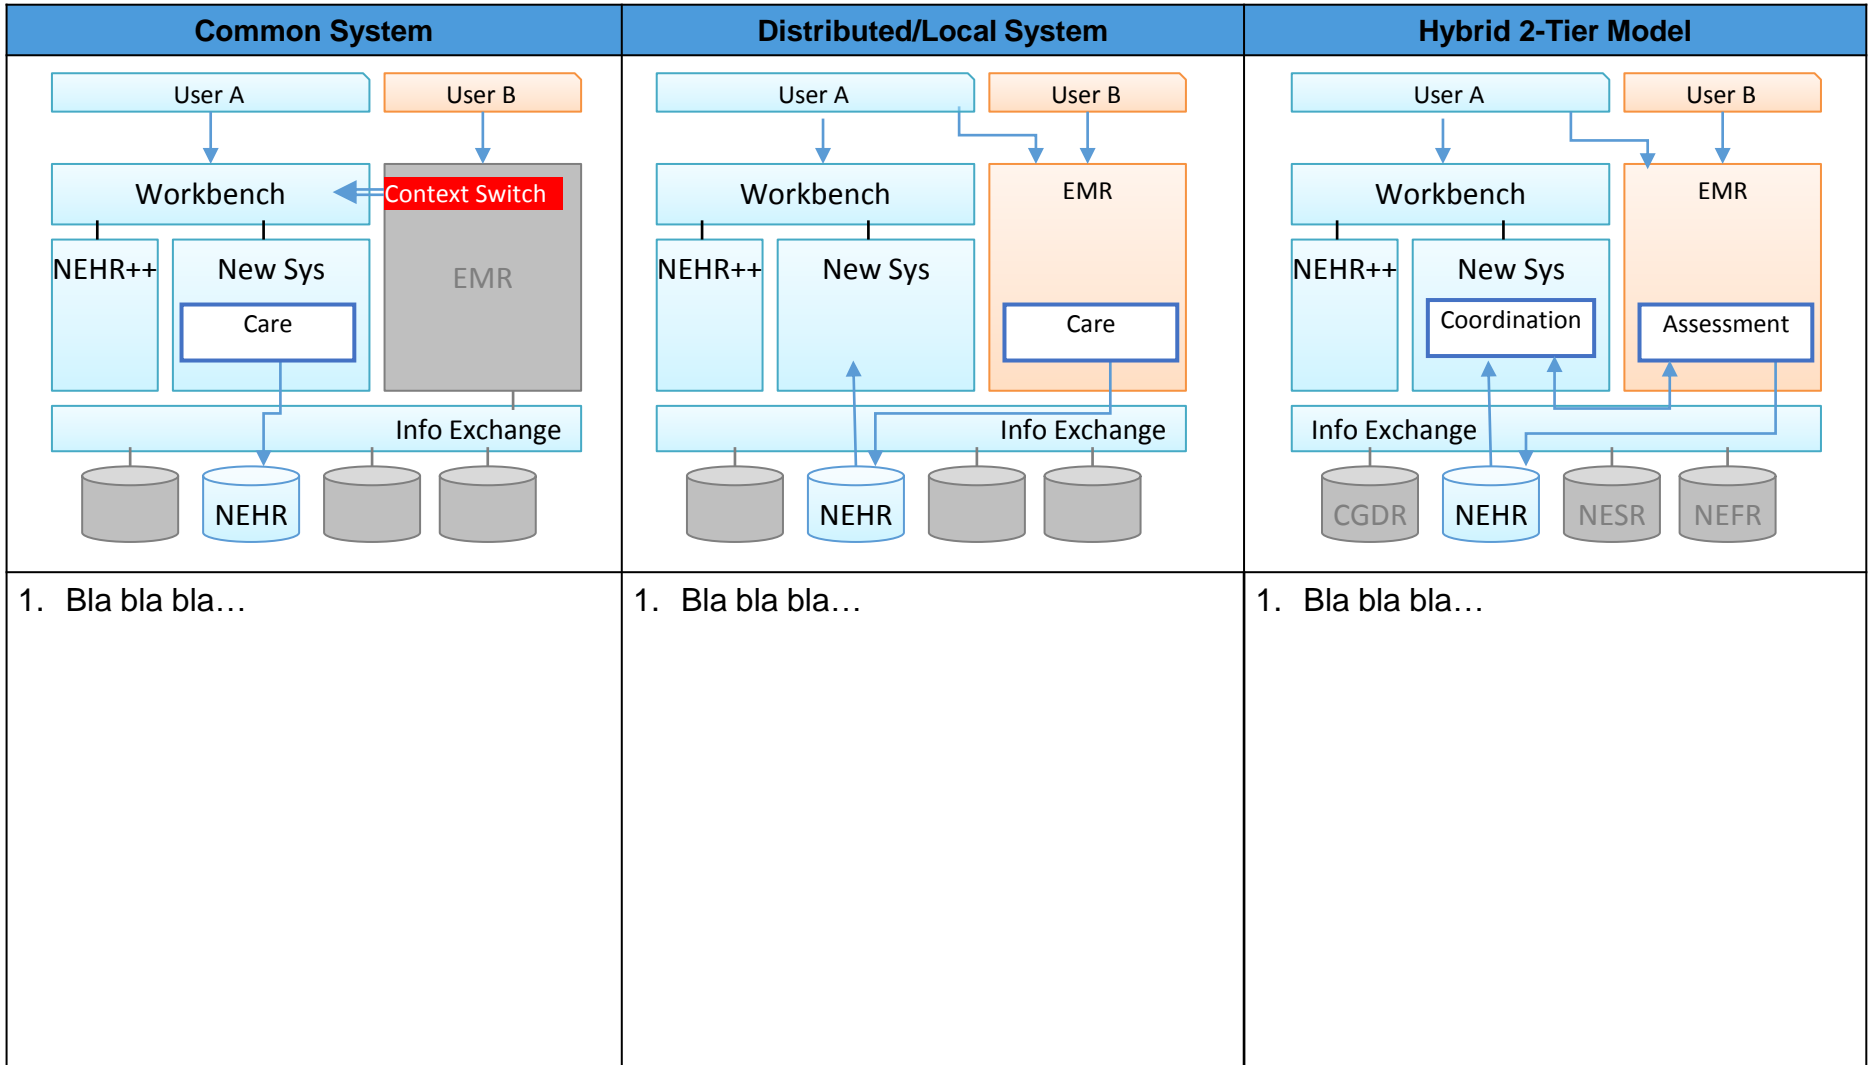 Common System
Distributed/Local System
Hybrid 2-Tier Model
User A
User B
Workbench
Context Switch
NEHR++
New Sys
EMR
Care
Info Exchange
NEHR
User A
User B
Workbench
EMR
NEHR++
New Sys
Care
Info Exchange
NEHR
User A
User B
Workbench
EMR
NEHR++
New Sys
Coordination
Assessment
Info Exchange
CGDR
NEHR
NESR
NEFR
1. Bla bla bla…
1. Bla bla bla…
1. Bla bla bla…